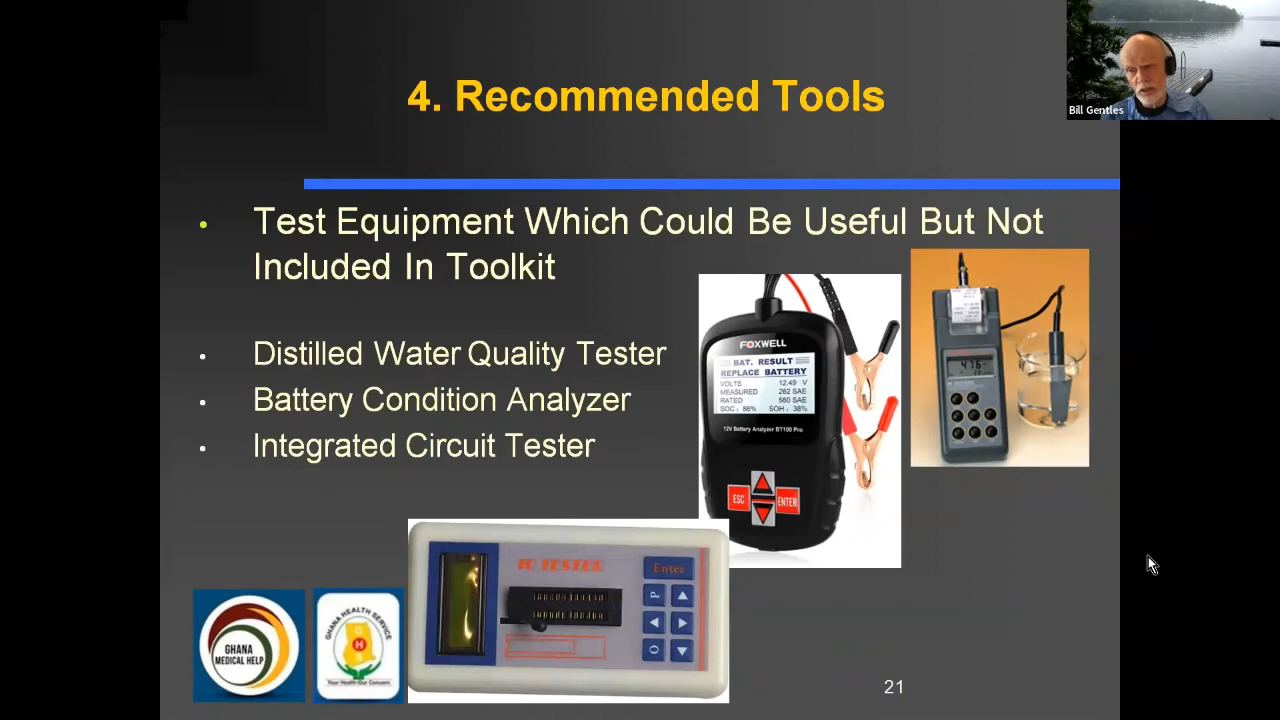 4. Recommended Tools
Bill Gentles
Test Equipment Which Could Be Useful But Not
Included In Toolkit
Distilled Water Quality Tester
Battery Condition Analyzer
Integrated Circuit Tester
FOXWELL
BAT. RESULT
REPLACE BATTERY
VOLTS 12.49 V
MEASURED 262 SAE
RATED 580 SAE
SOC: 86% SOH: 38%
12V Battery Analyzer BT100 Pro
ESC
ENTER
IC TESTER
Enter
P
O
GHANA
MEDICAL HELP
GHANA HEALTH SERVICE
G
H
S
Your Health-Our Concern
21